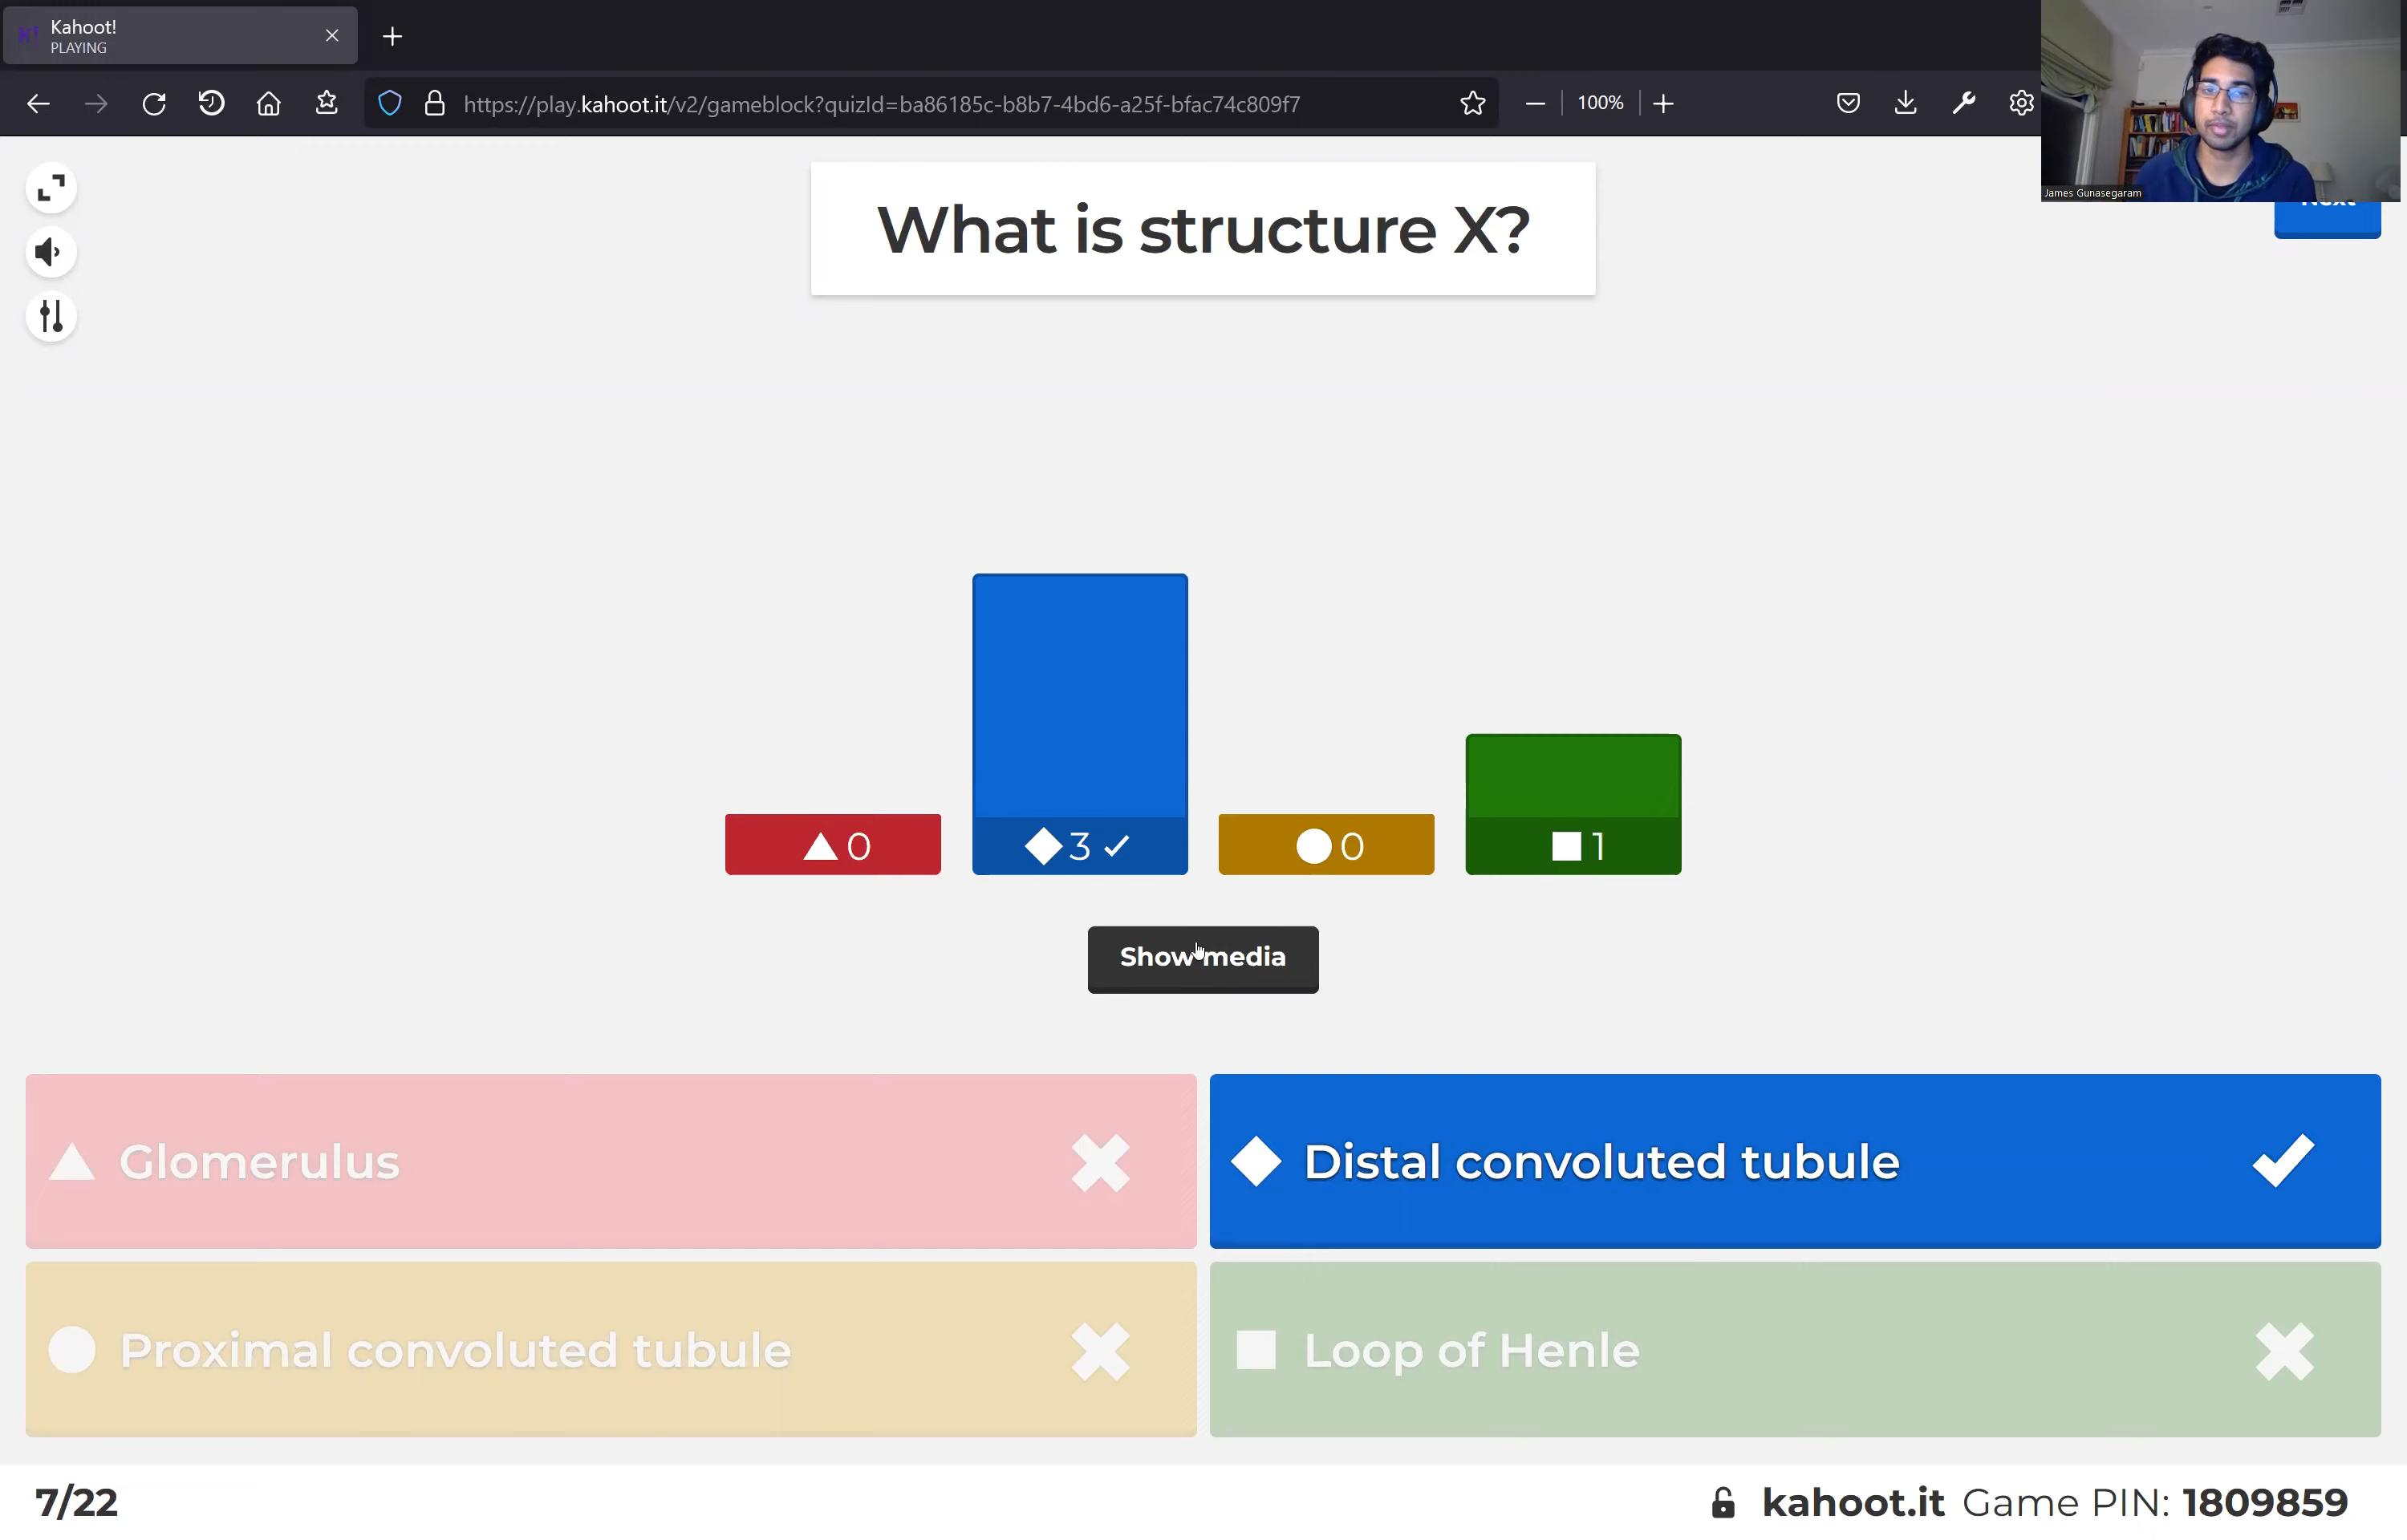 Kahoot!
PLAYING
https://play.kahoot.it/v2/gameblock?quizId=ba86185c-b8b7-4bd6-a25f-bfac74c809f7
100%
James Gunasegaram
Next
What is structure X?
0
3
0
1
Show media
Glomerulus
Distal convoluted tubule
Proximal convoluted tubule
Loop of Henle
7/22
kahoot.it Game PIN: 1809859